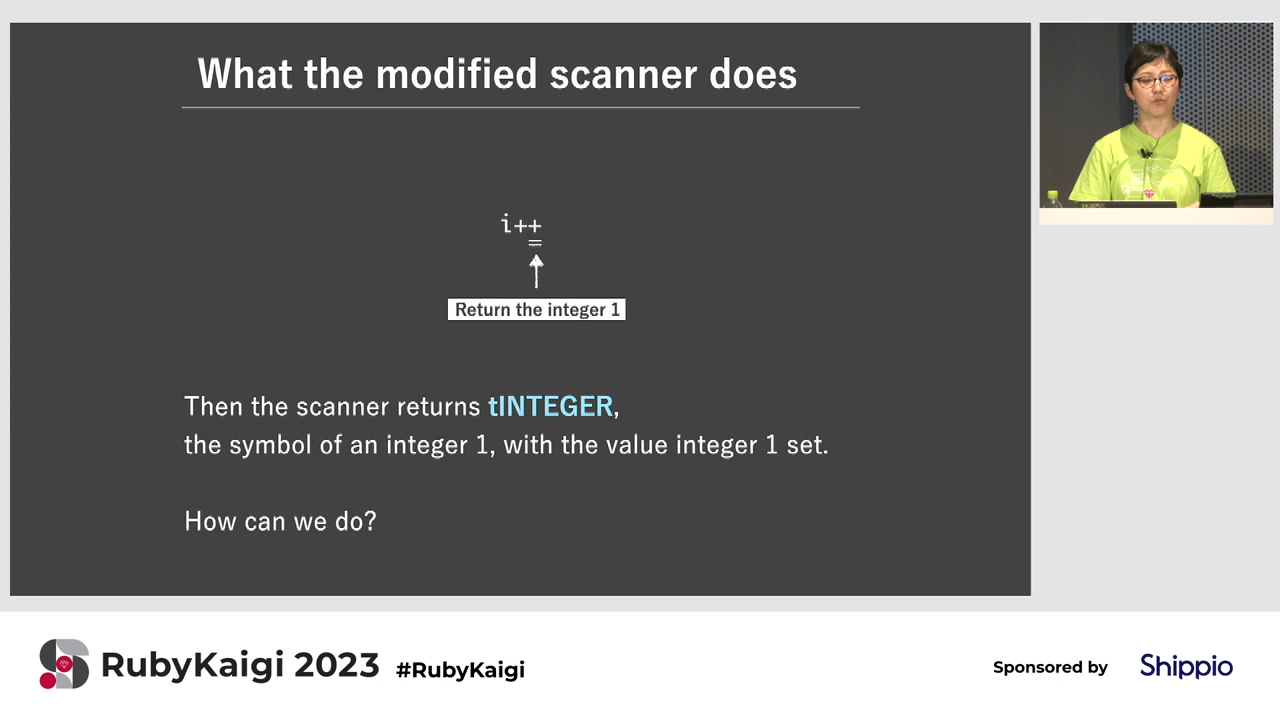 What the modified scanner does
i++
Return the integer 1
Then the scanner returns tINTEGER,
the symbol of an integer 1, with the value integer 1 set.
How can we do?
RubyKaigi 2023 #RubyKaigi
Sponsored by Shippio